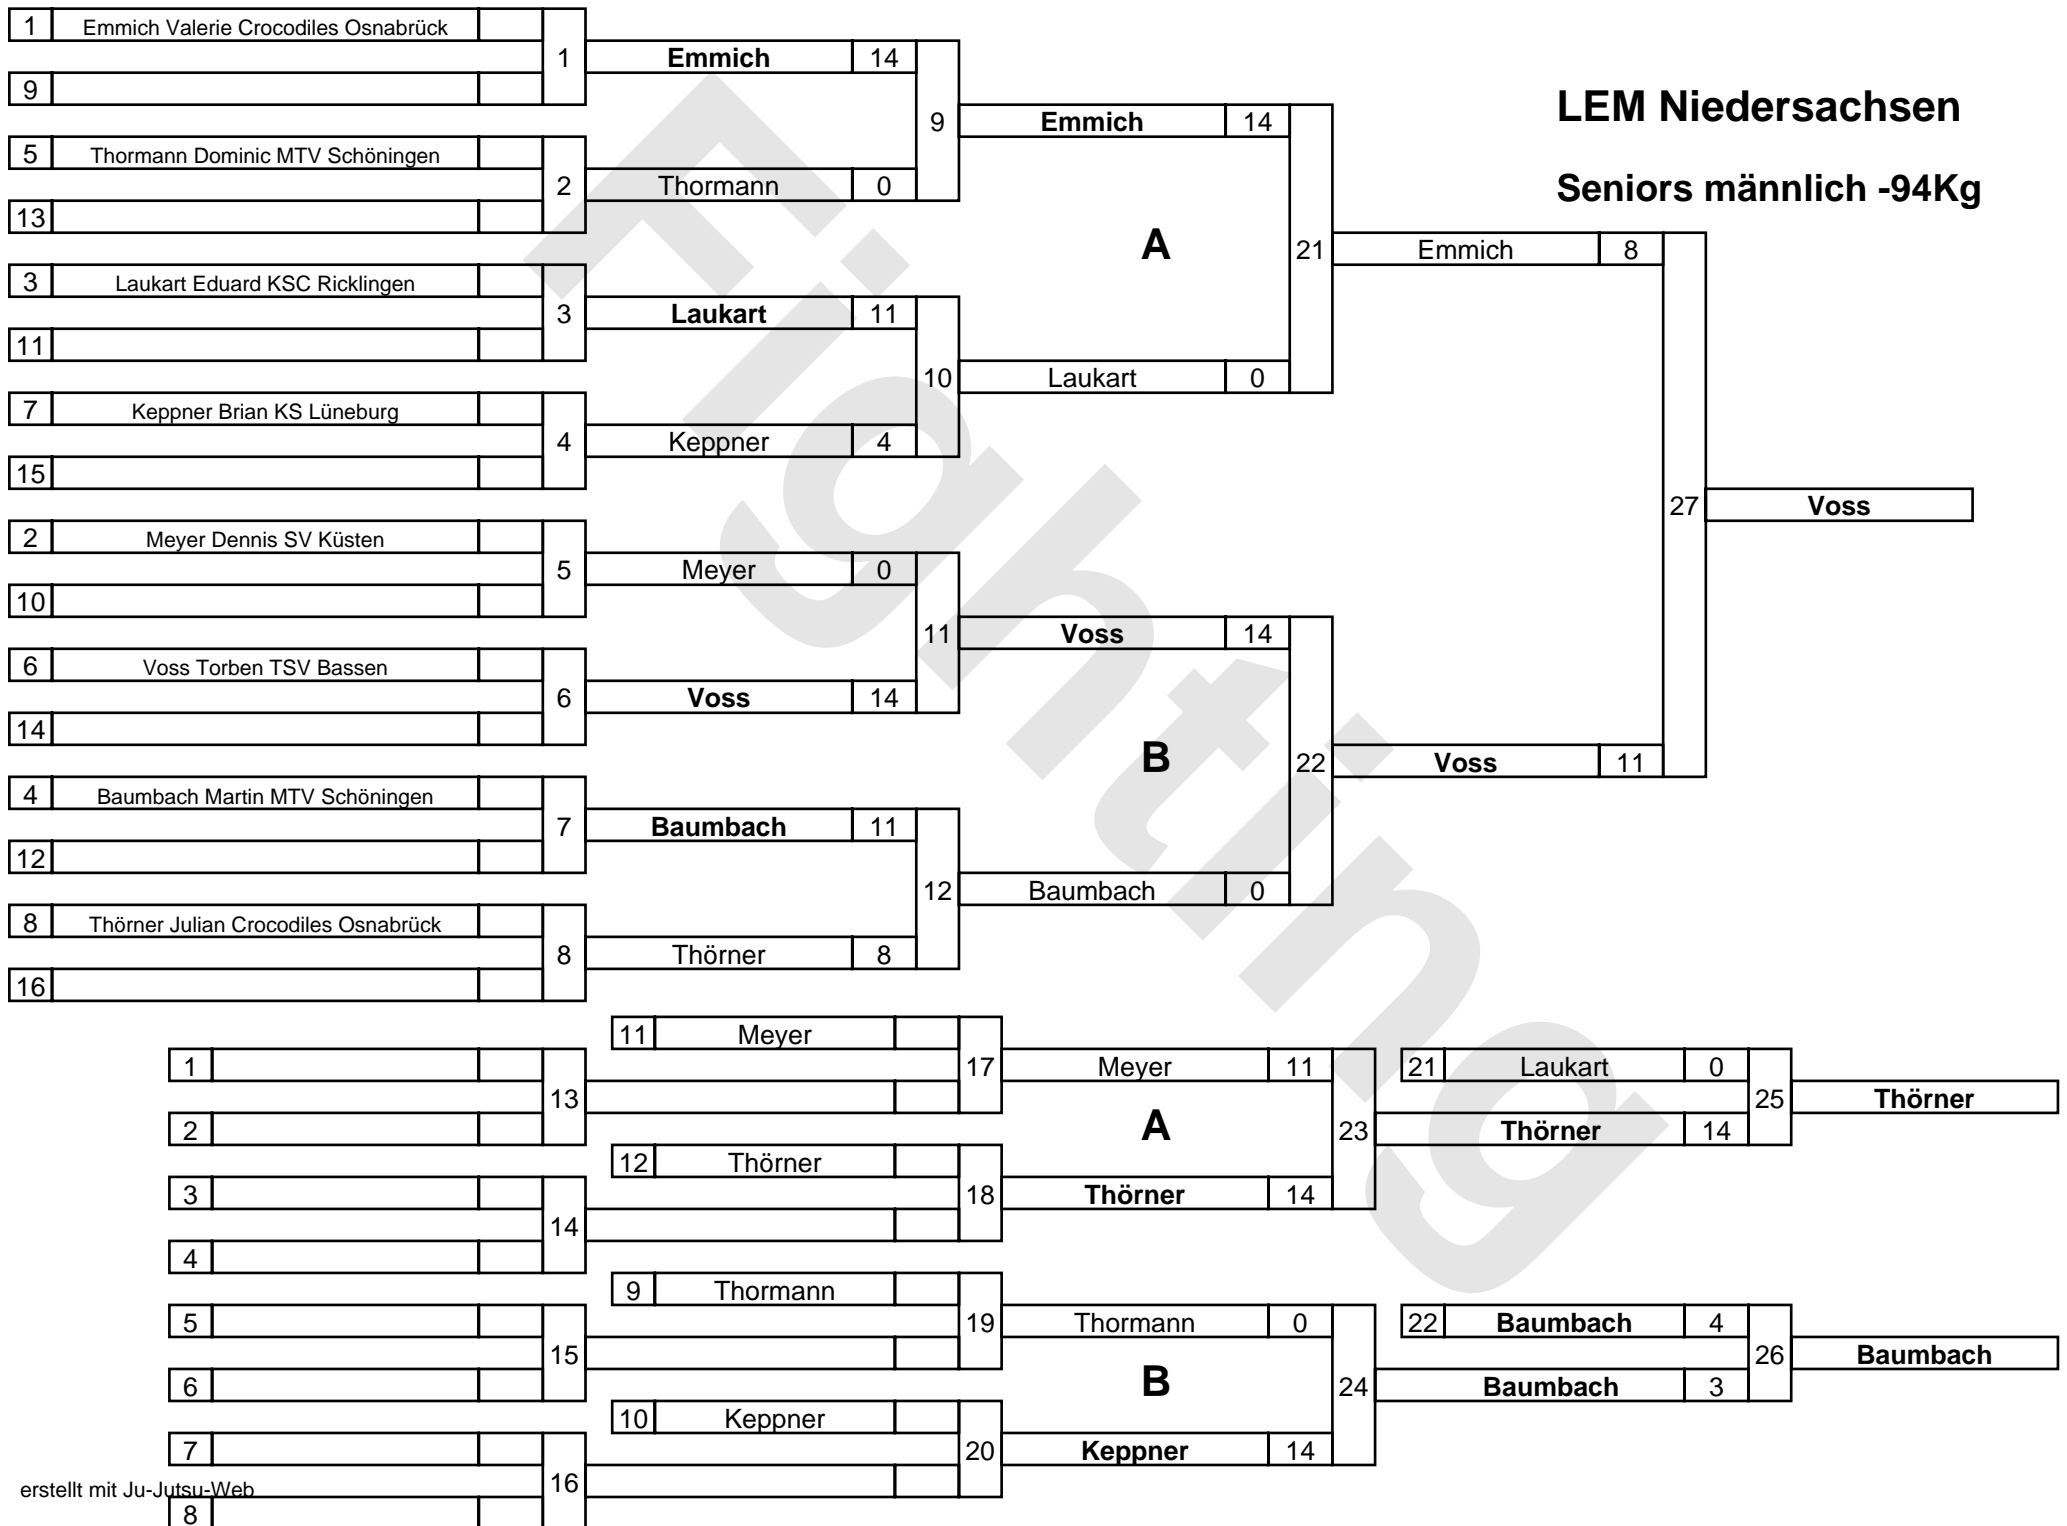 LEM Niedersachsen
Seniors männlich -94Kg
1 Emmich Valerie Crocodiles Osnabrück
9
1
5 Thormann Dominic MTV Schöningen
13
2
3 Laukart Eduard KSC Ricklingen
11
3
7 Keppner Brian KS Lüneburg
15
4
2 Meyer Dennis SV Küsten
10
5
6 Voss Torben TSV Bassen
14
6
4 Baumbach Martin MTV Schöningen
12
7
8 Thörner Julian Crocodiles Osnabrück
16
8
Emmich 14
Thormann 0
9
Laukart 11
Keppner 4
10
Meyer 0
Voss 14
11
Baumbach 11
Thörner 8
12
Emmich 14
A
Laukart 0
21
Voss 14
B
Baumbach 0
22
Emmich 8
Voss 11
27
Voss
1
2
13
3
4
14
5
6
15
7
8
16
11 Meyer
17
12 Thörner
18
9 Thormann
19
10 Keppner
20
Meyer 11
A
Thörner 14
23
Thormann 0
B
Keppner 14
24
21 Laukart 0
Thörner 14
25
Thörner
22 Baumbach 4
Baumbach 3
26
Baumbach
erstellt mit Ju-Jutsu-Web
Fighting